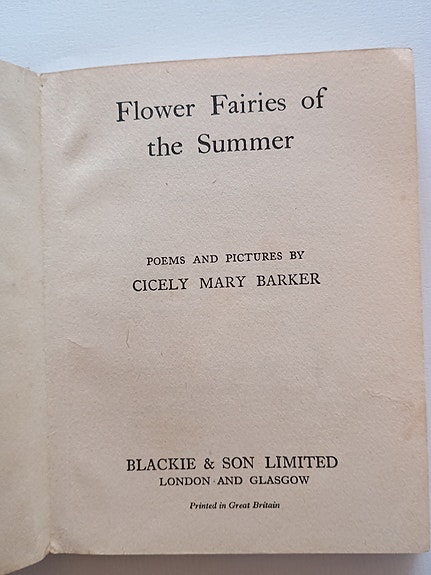 Flower Fairies of
the Summer
POEMS AND PICTURES BY
CICELY MARY BARKER
BLACKIE & SON LIMITED
LONDON AND GLASGOW
Printed in Great Britain